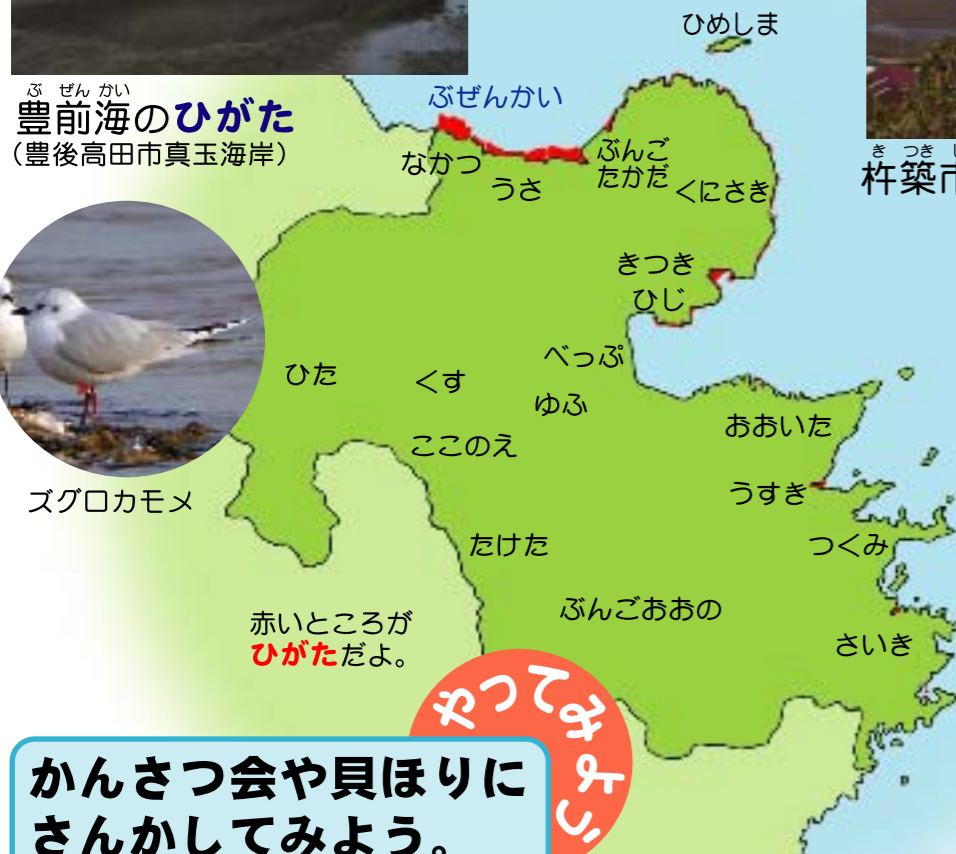 ひめしま
ぶ ぜん かい
豊前海のひがた
(豊後高田市真玉海岸)
ぶぜんかい
き つき
杵築市
なかつ
うさ
ぶんご
たかだ
くにさき
きつき
ひじ
べっぷ
ひた
くす
ゆふ
ここのえ
おおいた
うすき
ズグロカモメ
たけた
つくみ
ぶんごおおの
さいき
赤いところが
ひがただよ。
やってみよう
かんさつ会や貝ほりに
さんかしてみよう。